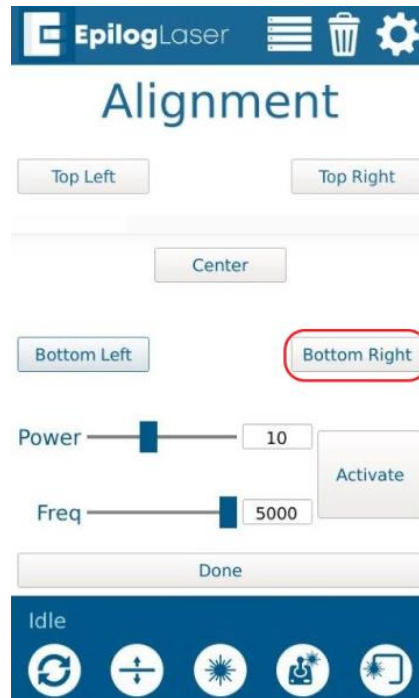 EpilogLaser
Alignment
Top Left Top Right
Center
Bottom Left Bottom Right
Power 10
Activate
Freq 5000
Done
Idle